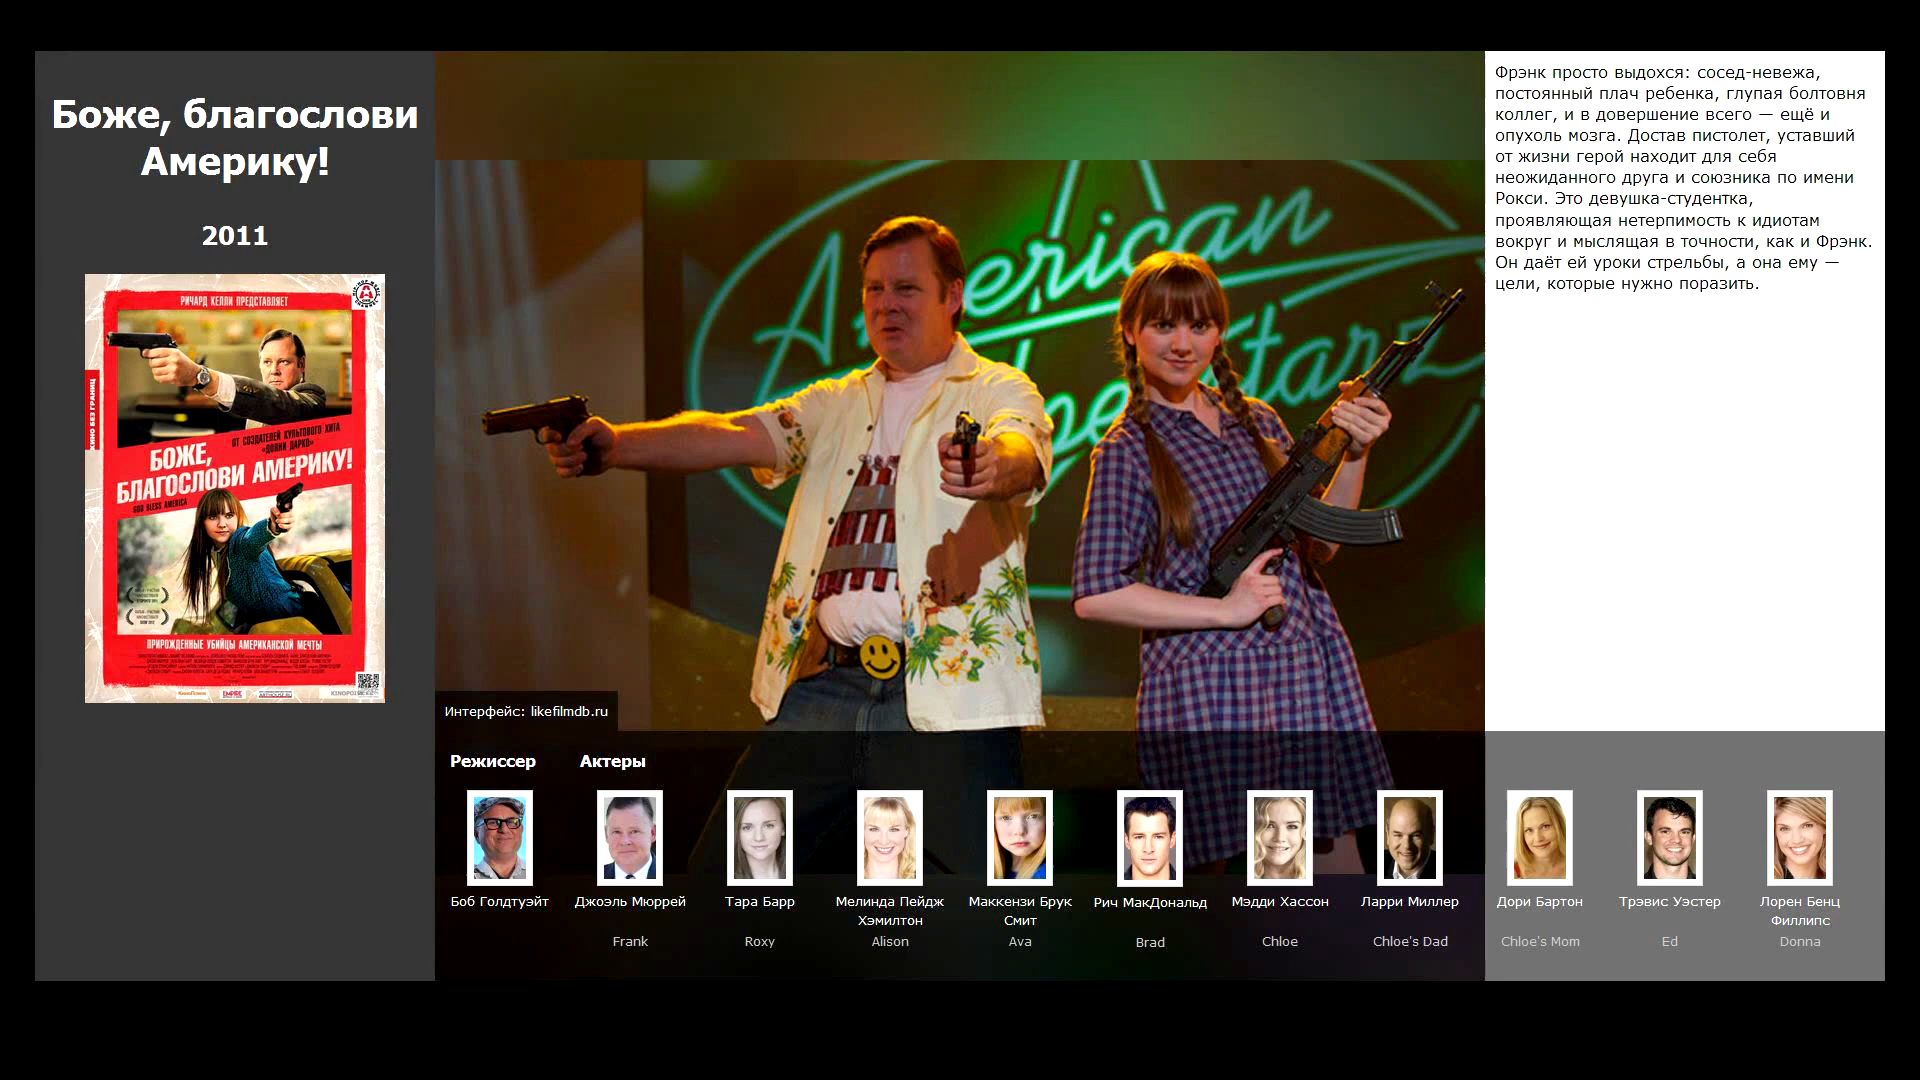 Боже, благослови
Америку!
2011
РИЧАРД КЕЛЛИ ПРЕДСТАВЛЯЕТ
КИНО БЕЗ ГРАНИЦ
ОТ СОЗДАТЕЛЕЙ КУЛЬТОВОГО ХИТА
«ДОННИ ДАРКО»
БОЖЕ,
БЛАГОСЛОВИ АМЕРИКУ!
GOD BLESS AMERICA
ПРИРОЖДЕННЫЕ УБИЙЦЫ АМЕРИКАНСКОЙ МЕЧТЫ
EMPIRE
American
Superstarz
Фрэнк просто выдохся: сосед-невежа,
постоянный плач ребенка, глупая болтовня
коллег, и в довершение всего — ещё и
опухоль мозга. Достав пистолет, уставший
от жизни герой находит для себя
неожиданного друга и союзника по имени
Рокси. Это девушка-студентка,
проявляющая нетерпимость к идиотам
вокруг и мыслящая в точности, как и Фрэнк.
Он даёт ей уроки стрельбы, а она ему —
цели, которые нужно поразить.
Интерфейс: likefilmdb.ru
Режиссер Актеры
Боб Голдтуэйт
Джоэль Мюррей
Frank
Тара Барр
Roxy
Мелинда Пейдж
Хэмилтон
Alison
Маккензи Брук
Смит
Ava
Рич МакДональд
Brad
Мэдди Хассон
Chloe
Ларри Миллер
Chloe's Dad
Дори Бартон
Chloe's Mom
Трэвис Уэстер
Ed
Лорен Бенц
Филлипс
Donna